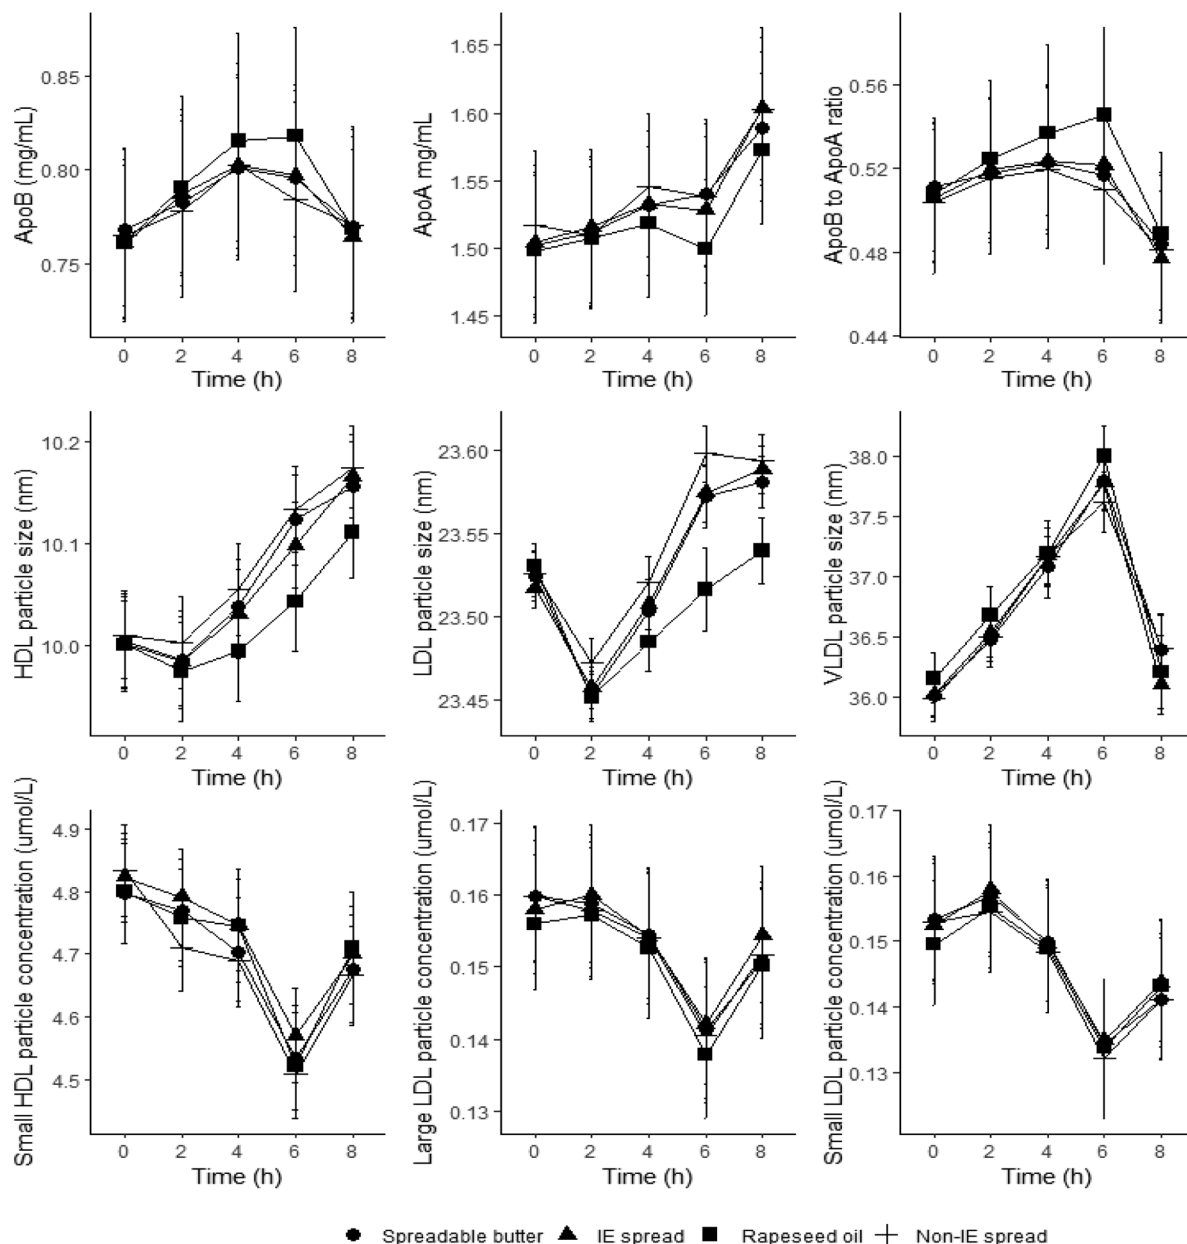 ApoB (mg/mL)
0.85
0.80
0.75
0 2 4 6 8
Time (h)
ApoA mg/mL
1.65
1.60
1.55
1.50
1.45
0 2 4 6 8
Time (h)
ApoB to ApoA ratio
0.56
0.52
0.48
0.44
0 2 4 6 8
Time (h)
HDL particle size (nm)
10.2
10.1
10.0
0 2 4 6 8
Time (h)
LDL particle size (nm)
23.60
23.55
23.50
23.45
0 2 4 6 8
Time (h)
VLDL particle size (nm)
38.0
37.5
37.0
36.5
36.0
0 2 4 6 8
Time (h)
Small HDL particle concentration (umol/L)
4.9
4.8
4.7
4.6
4.5
0 2 4 6 8
Time (h)
Large LDL particle concentration (umol/L)
0.17
0.16
0.15
0.14
0.13
0 2 4 6 8
Time (h)
Small LDL particle concentration (umol/L)
0.17
0.16
0.15
0.14
0.13
0 2 4 6 8
Time (h)
Spreadable butter IE spread Rapeseed oil Non-IE spread